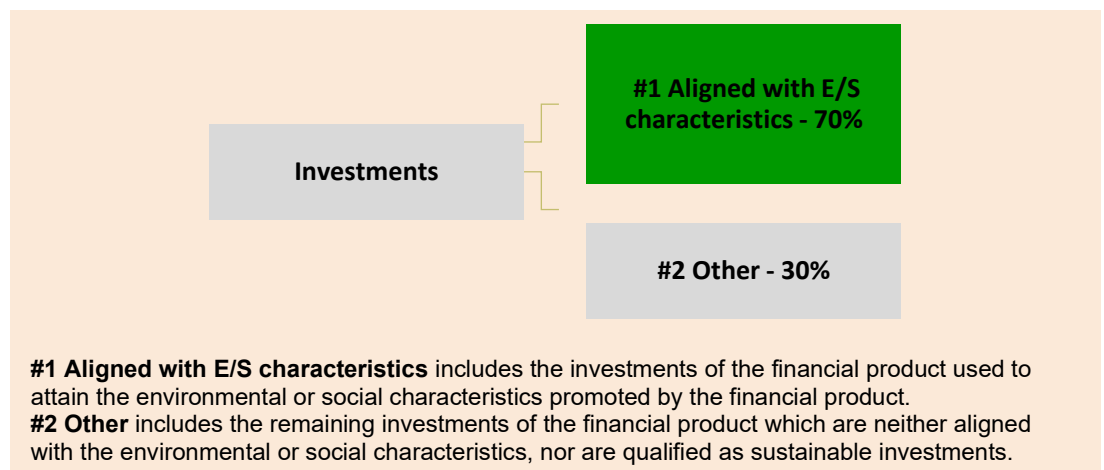 #1 Aligned with E/S
characteristics - 70%
Investments
#2 Other - 30%
#1 Aligned with E/S characteristics includes the investments of the financial product used to
attain the environmental or social characteristics promoted by the financial product.
#2 Other includes the remaining investments of the financial product which are neither aligned
with the environmental or social characteristics, nor are qualified as sustainable investments.